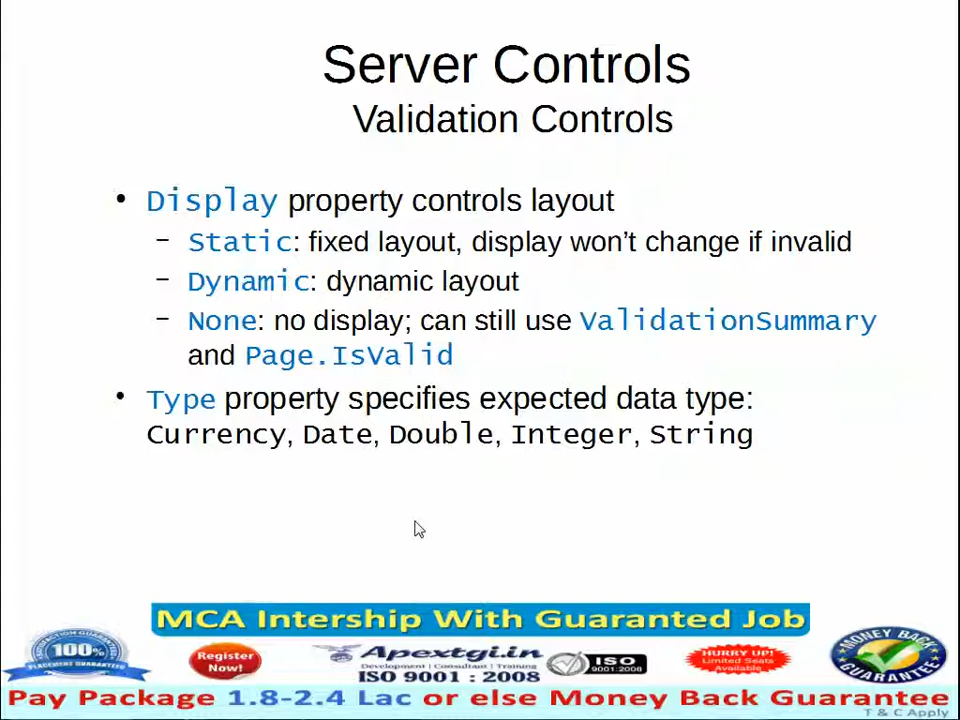 Server Controls
Validation Controls
• Display property controls layout
– Static: fixed layout, display won't change if invalid
– Dynamic: dynamic layout
– None: no display; can still use ValidationSummary
and Page.IsValid
• Type property specifies expected data type:
Currency, Date, Double, Integer, String
MCA Intership With Guaranted Job
100%
PLACEMENT GUARANTEED
Register
Now!
Apextgi.in
Development | Consultant | Training
ISO 9001 : 2008
ISO
9001:2008
HURRY UP!
Limited Seats
Available
MONEY BACK
GUARANTEE
Pay Package 1.8-2.4 Lac or else Money Back Guarantee
T & C Apply